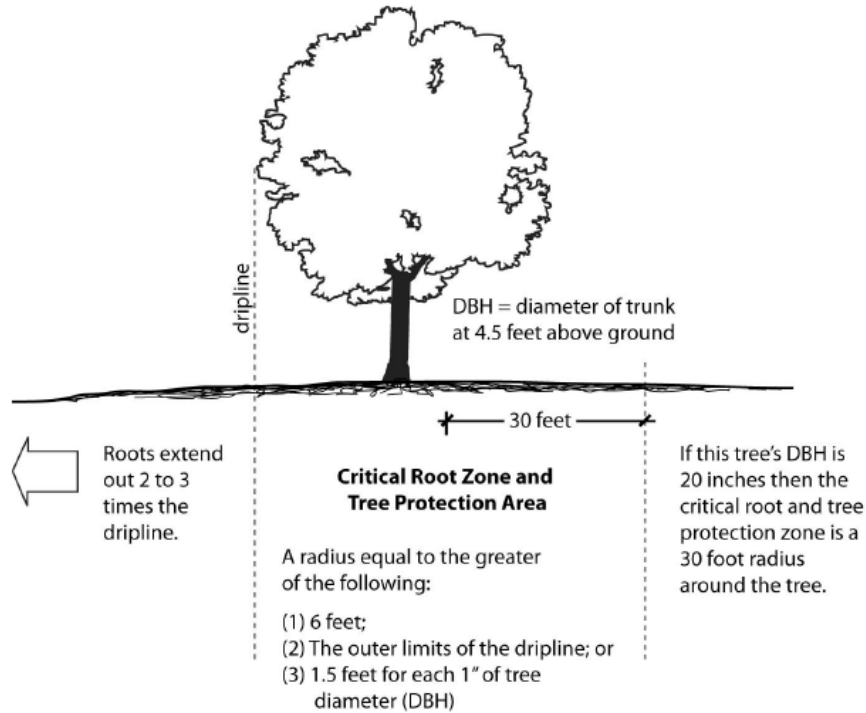 dripline
DBH = diameter of trunk
at 4.5 feet above ground
30 feet
Roots extend
out 2 to 3
times the
dripline.
Critical Root Zone and
Tree Protection Area
A radius equal to the greater
of the following:
(1) 6 feet;
(2) The outer limits of the dripline; or
(3) 1.5 feet for each 1" of tree
diameter (DBH)
If this tree's DBH is
20 inches then the
critical root and tree
protection zone is a
30 foot radius
around the tree.